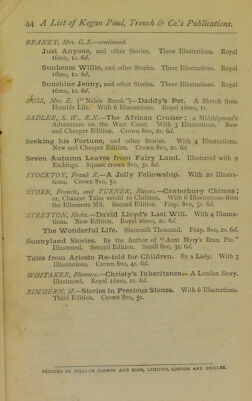 44 A List of Kegan Paul, Trench & Co.'s Publications.
REANEY, Mrs. G. S.—continued.
Just Anyone, and other Stories. Three Illustrations. Royal
16mo, 1s. 6d.
Sunbeam Willie, and other Stories. Three Illustrations. Royal
16mo, 1s. 6d.
Sunshine Jenny, and other Stories. Three Illustrations. Royal
16mo, 1s. 6d.
ROSS, Mrs. E. ("Nelsie Brook")—Daddy's Pet. A Sketch from
Humble Life. With 6 Illustrations. Royal 16mo, 1s.
SADLER, S. W., R.N.—The African Cruiser: a Midshipman's
Adventures on the West Coast. With 3 Illustrations. New
and Cheaper Edition. Crown 8vo, 2s. 6d.
Seeking his Fortune, and other Stories. With 4 Illustrations.
New and Cheaper Edition. Crown 8vo, 2s. 6d.
Seven Autumn Leaves from Fairy Land. Illustrated with 9
Etchings. Square crown 8vo, 3s. 6d.
STOCKTON, Frank R.—A Jolly Fellowship. With 20 Illustra-
tions. Crown 8vo, 5s.
STORR, Francis, and TURNER, Hawes.—Canterbury Chimes;
or, Chaucer Tales retold to Children. With 6 Illustrations from
the Ellesmere MS. Second Edition. Fcap. 8vo, 3s. 6d.
STRETTON, Hesba.—David Lloyd's Last Will. With 4 Illustra-
tions. New Edition. Royal 16mo, 2s. 6d.
The Wonderful Life. Sixteenth Thousand. Fcap. 8vo, 2s. 6d.
Sunnyland Stories. By the Author of "Aunt Mary's Bran Pie."
Illustrated. Second Edition. Small 8vo, 3s. 6d.
Tales from Ariosto Re-told for Children. By a Lady. With 3
Illustrations. Crown 8vo, 4s. 6d.
WHITAKER, Florence.—Christy's Inheritance. A London Story.
Illustrated. Royal 16mo, 1s. 6d.
ZIMMERN, H.—Stories in Precious Stones. With 6 Illustrations.
Third Edition. Crown 8vo, 5s.
PRINTED BY WILLIAM CLOWES AND SONS, LIMITED, LONDON AND BECCLES.